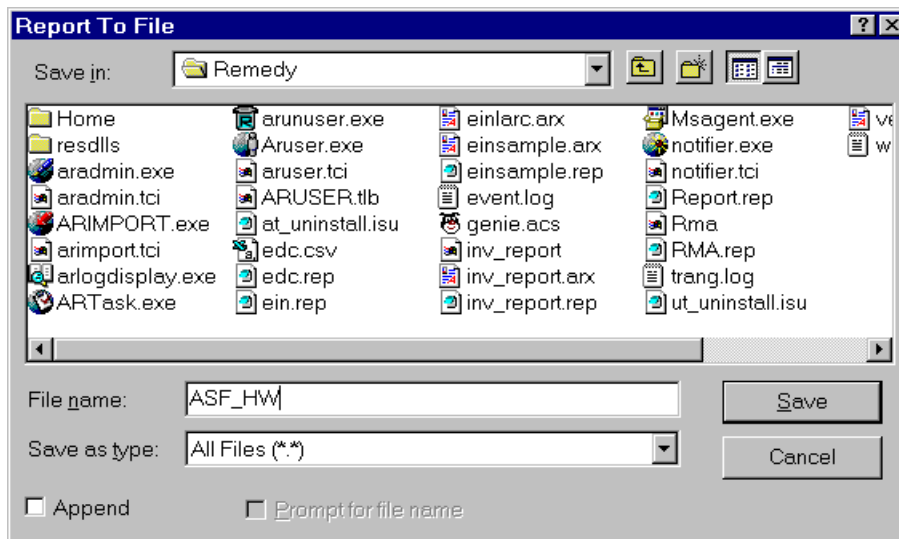 Report To File
Save in: Remedy
Home arunuser.exe einlarc.arx Msagent.exe ve
resdlls Aruser.exe einsample.arx notifier.exe w
aradmin.exe aruser.tci einsample.rep notifier.tci
aradmin.tci ARUSER.tlb event.log Report.rep
ARIMPORT.exe at_uninstall.isu genie.acs Rma
arimport.tci edc.csv inv_report RMA.rep
arlogdisplay.exe edc.rep inv_report.arx trang.log
ARTask.exe ein.rep inv_report.rep ut_uninstall.isu
File name: ASF_HW Save
Save as type: All Files (*.*) Cancel
Append Prompt for file name